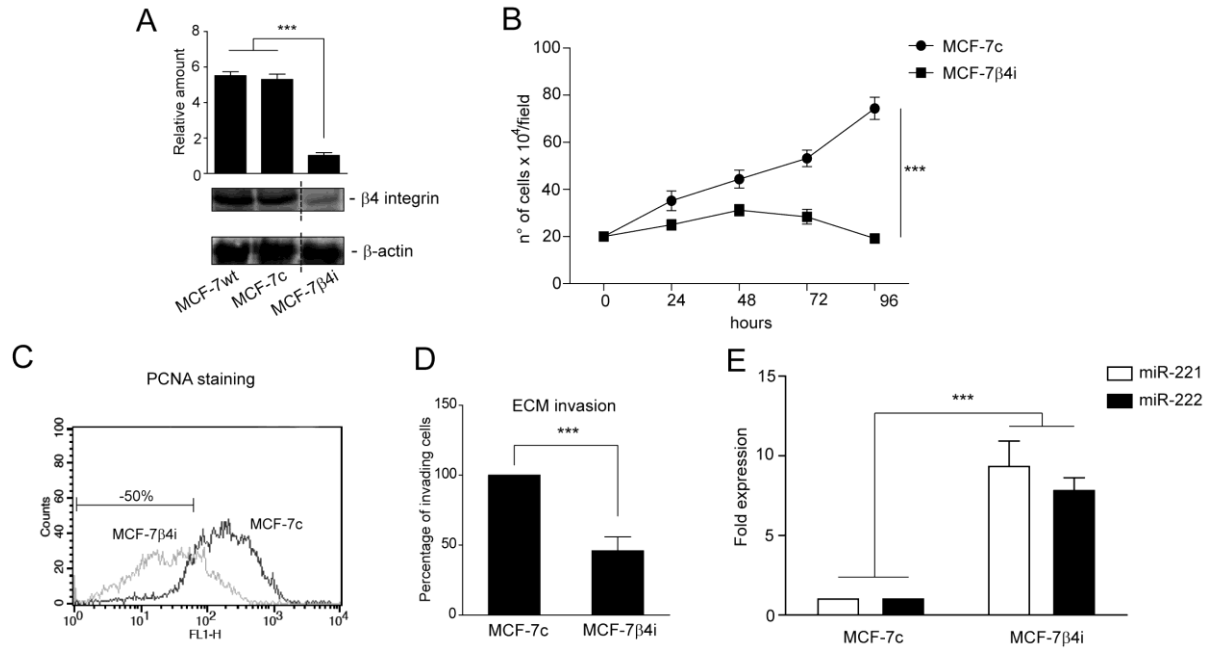 A
***
Relative amount
8
6
4
2
0
- β4 integrin
- β-actin
MCF-7wt
MCF-7c
MCF-7β4i
B
n° of cells x 10⁴/field
100
80
60
40
20
0
0 24 48 72 96
hours
MCF-7c
MCF-7β4i
***
C
PCNA staining
Counts
100
80
60
40
20
0
-50%
MCF-7β4i
MCF-7c
10⁰ 10¹ 10² 10³ 10⁴
FL1-H
D
ECM invasion
Percentage of invading cells
150
100
50
0
***
MCF-7c MCF-7β4i
E
Fold expression
15
10
5
0
***
miR-221
miR-222
MCF-7c MCF-7β4i